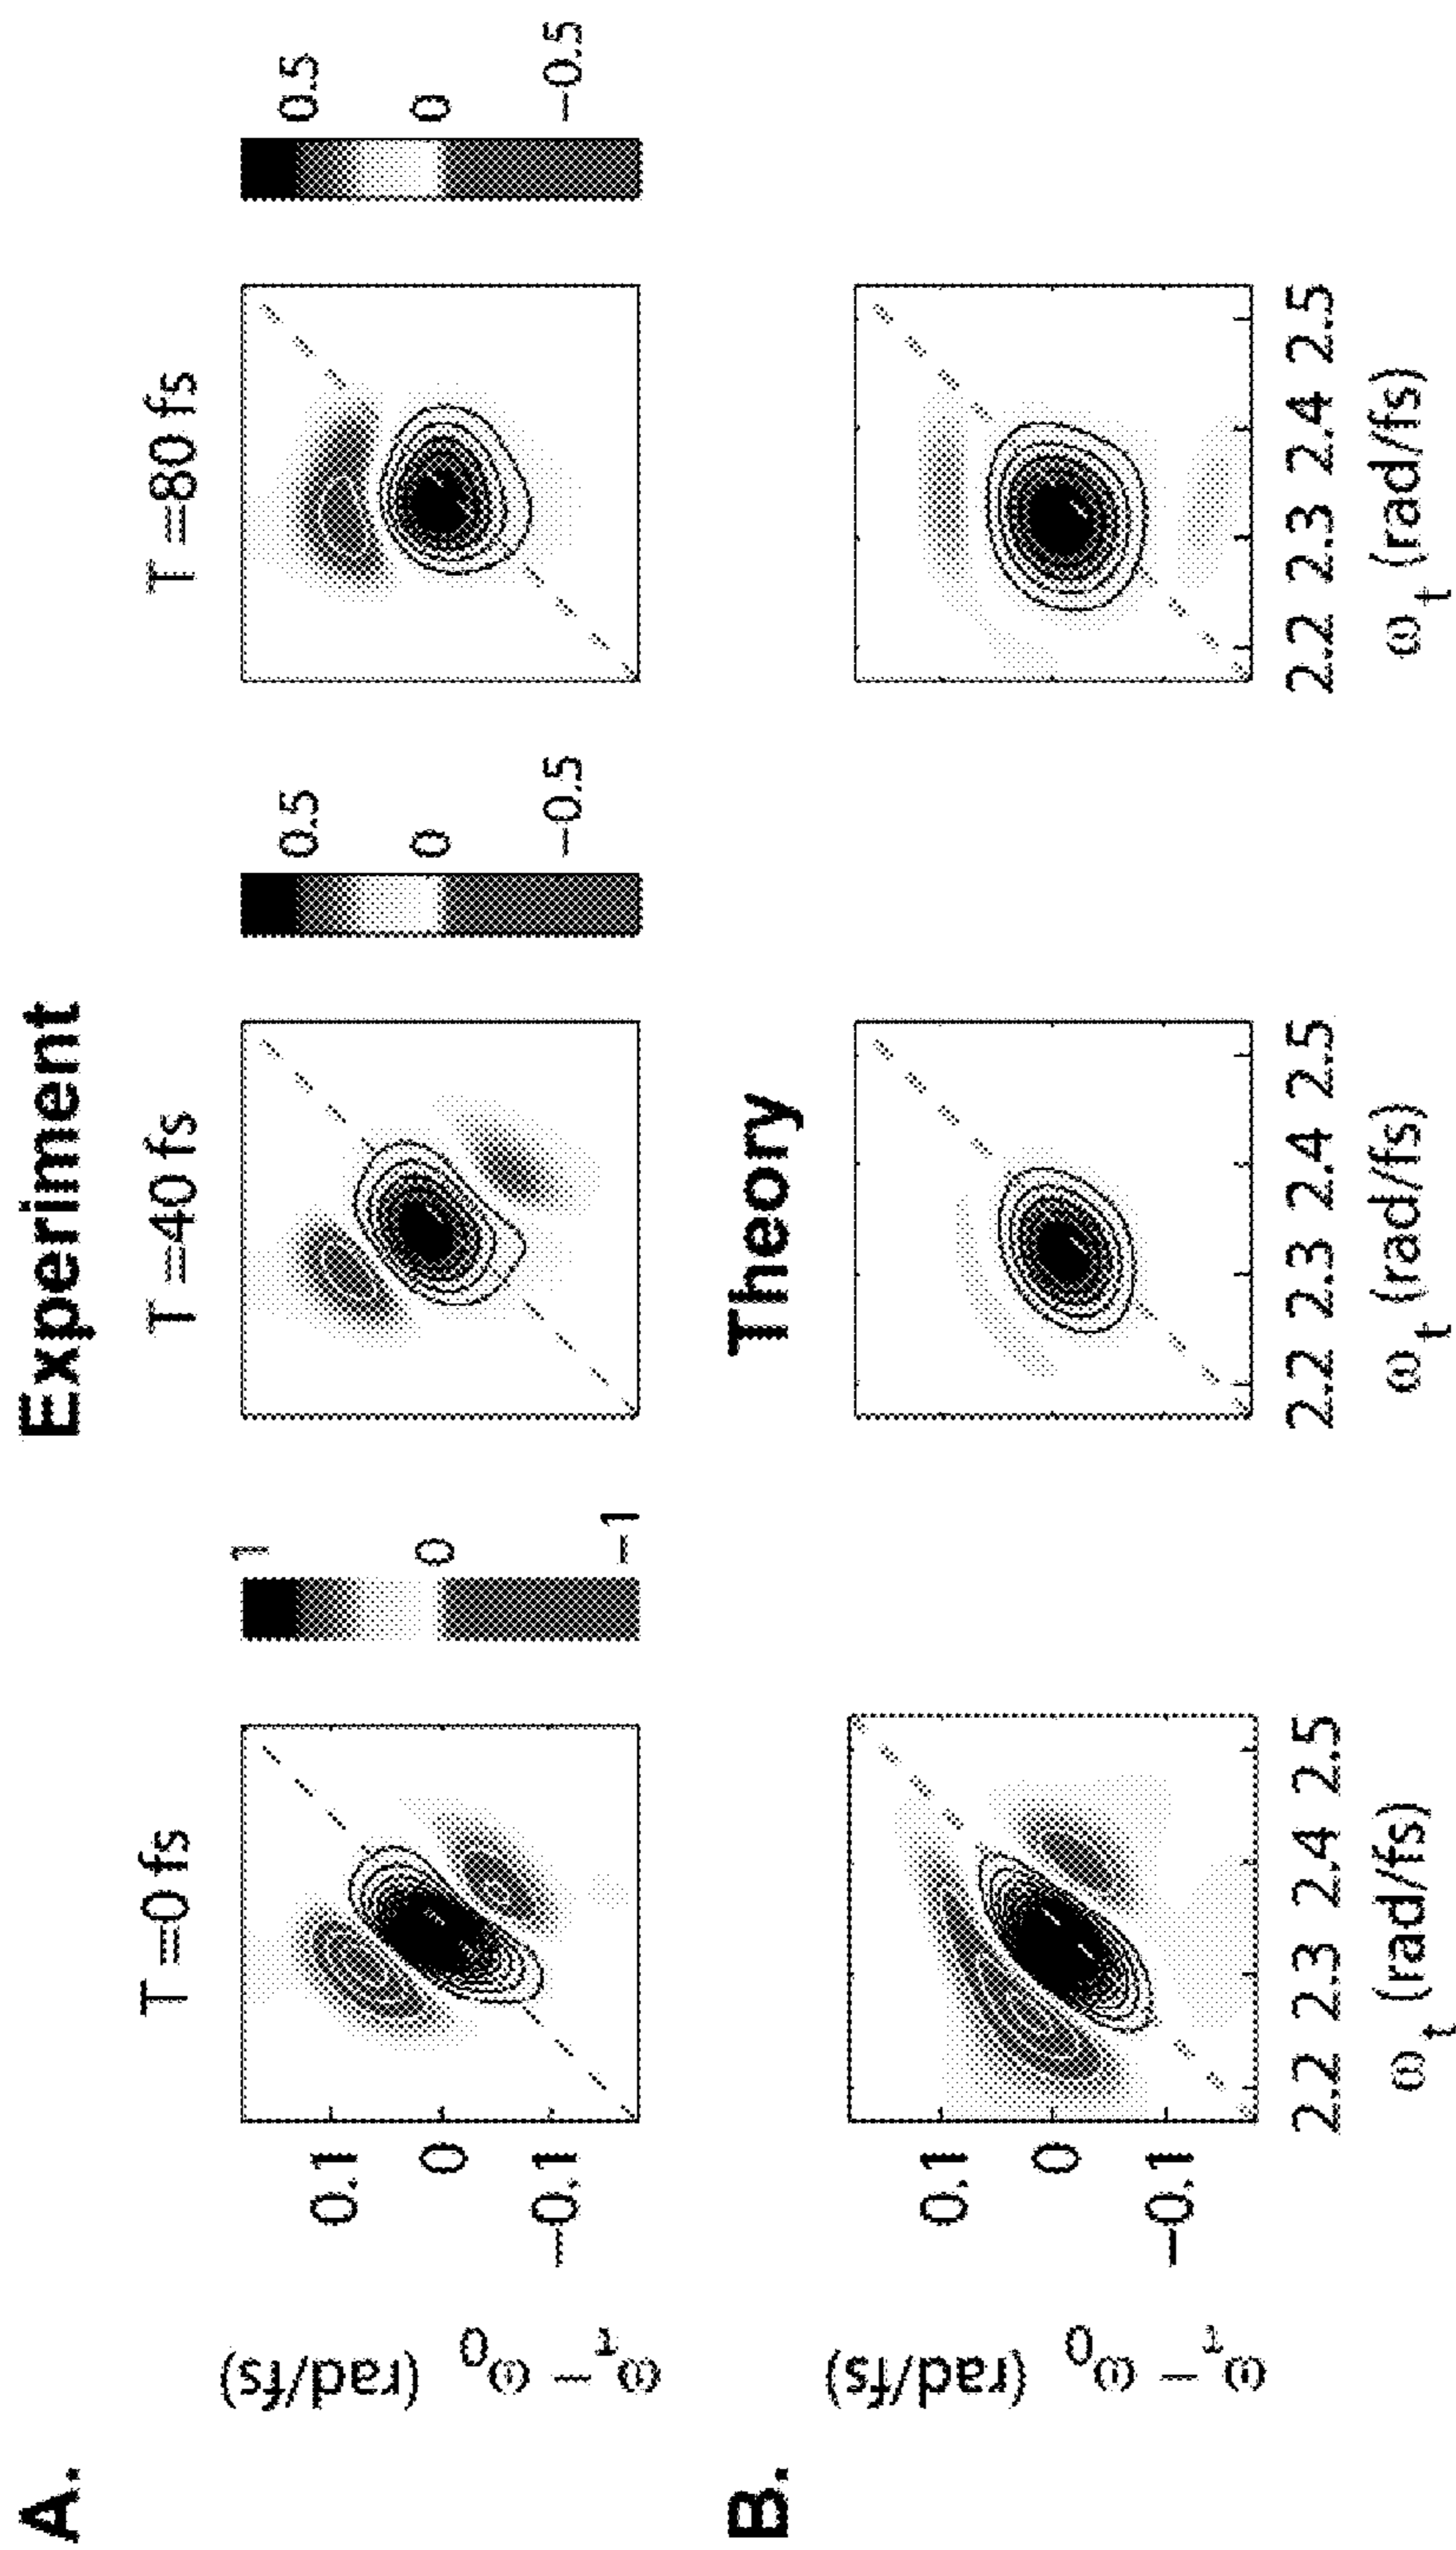 A.
Experiment
T =0 fs
T =40 fs
T =80 fs
ω_τ − ω_0
(rad/fs)
0.1
0
−0.1
1
0
−1
0.5
0
−0.5
0.5
0
−0.5
B.
Theory
ω_τ − ω_0
(rad/fs)
0.1
0
−0.1
2.2 2.3 2.4 2.5
ω_t (rad/fs)
2.2 2.3 2.4 2.5
ω_t (rad/fs)
2.2 2.3 2.4 2.5
ω_t (rad/fs)